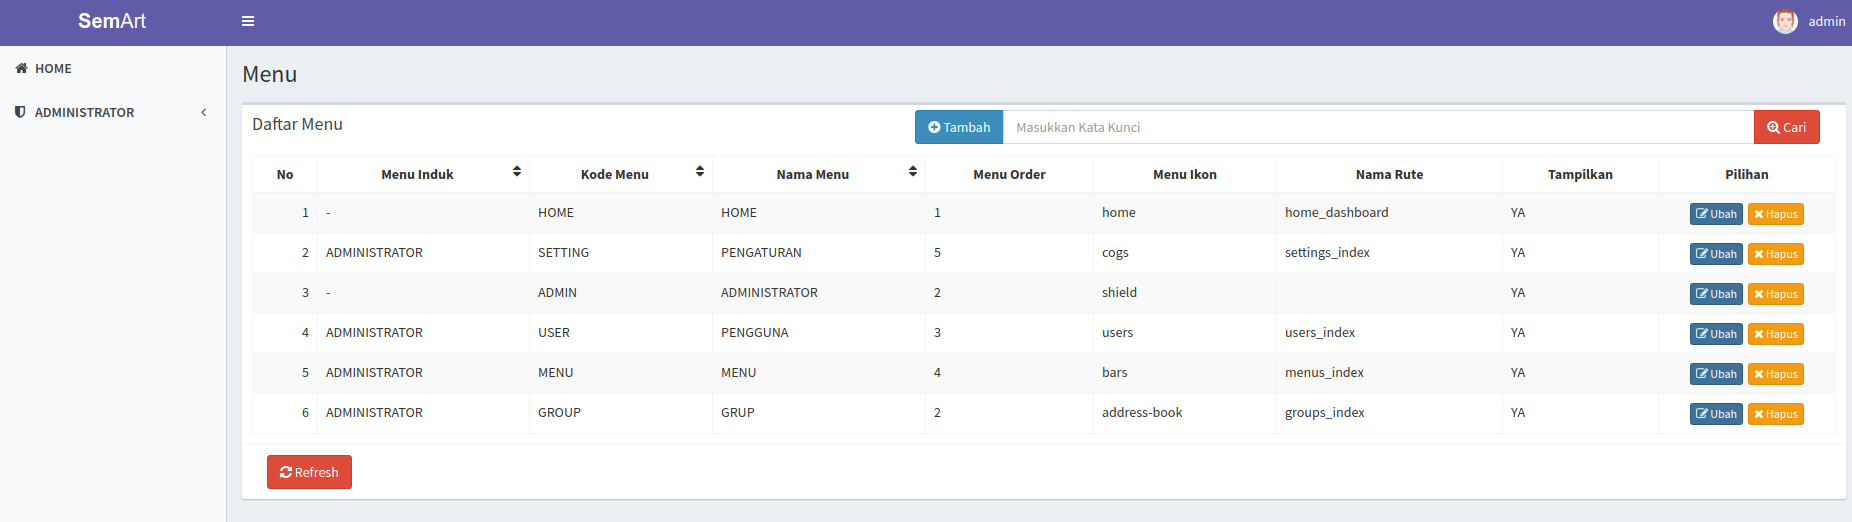 SemArt
admin
HOME
ADMINISTRATOR
Menu
Daftar Menu
Tambah Masukkan Kata Kunci Cari
No Menu Induk Kode Menu Nama Menu Menu Order Menu Ikon Nama Rute Tampilkan Pilihan
1 - HOME HOME 1 home home_dashboard YA Ubah Hapus
2 ADMINISTRATOR SETTING PENGATURAN 5 cogs settings_index YA Ubah Hapus
3 - ADMIN ADMINISTRATOR 2 shield YA Ubah Hapus
4 ADMINISTRATOR USER PENGGUNA 3 users users_index YA Ubah Hapus
5 ADMINISTRATOR MENU MENU 4 bars menus_index YA Ubah Hapus
6 ADMINISTRATOR GROUP GRUP 2 address-book groups_index YA Ubah Hapus
Refresh